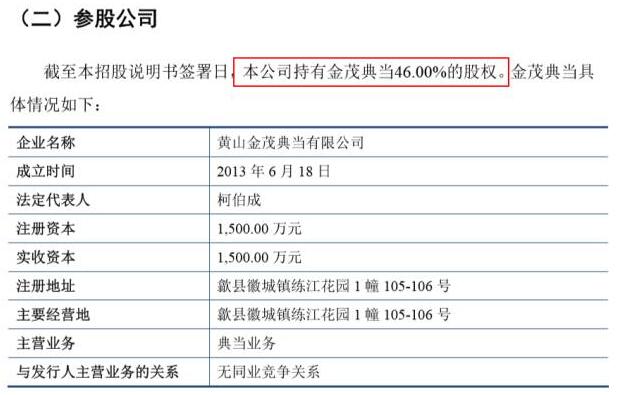 （二）参股公司
截至本招股说明书签署日，本公司持有金茂典当46.00%的股权。金茂典当具
体情况如下：
企业名称 黄山金茂典当有限公司
成立时间 2013 年 6 月 18 日
法定代表人 柯伯成
注册资本 1,500.00 万元
实收资本 1,500.00 万元
注册地址 歙县徽城镇练江花园 1 幢 105-106 号
主要经营地 歙县徽城镇练江花园 1 幢 105-106 号
主营业务 典当业务
与发行人主营业务的关系 无同业竞争关系